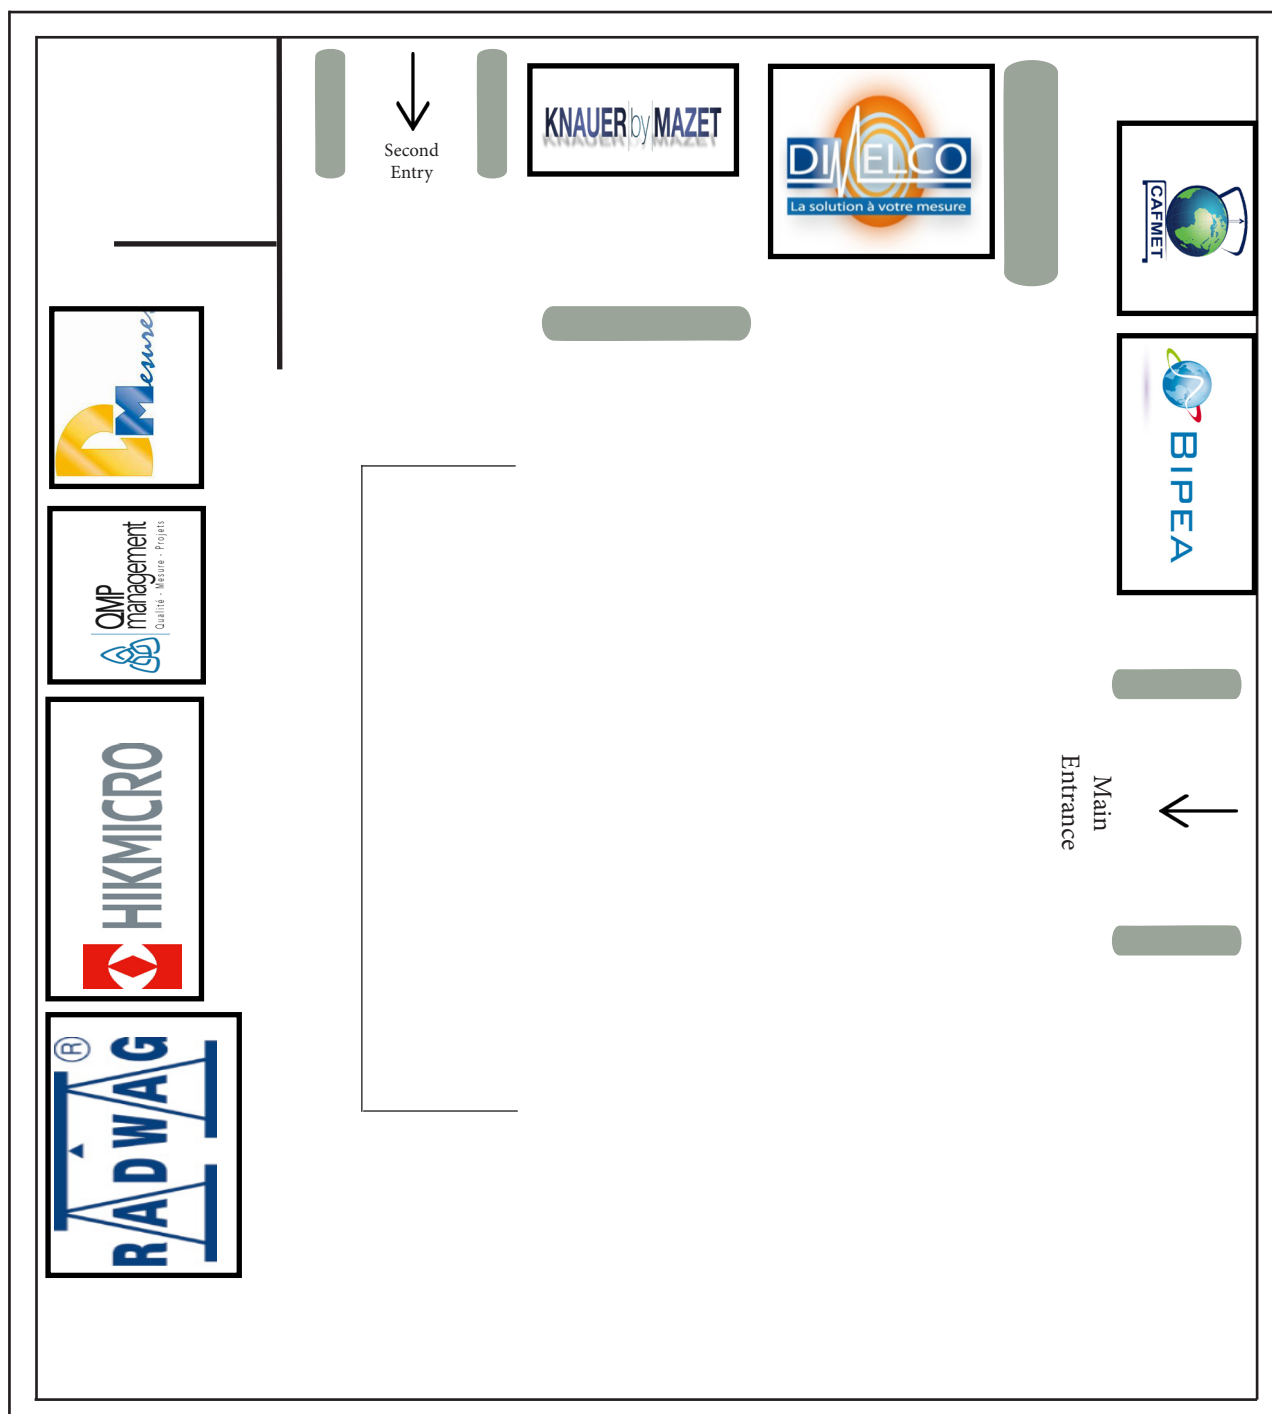 Second
Entry
KNAUER by MAZET
DIMELCO
La solution à votre mesure
CAFMET
BIPEA
Main
Entrance
D Mesures
QMP
management
Qualité - Mesure - Projets
HIKMICRO
RADWAG ®